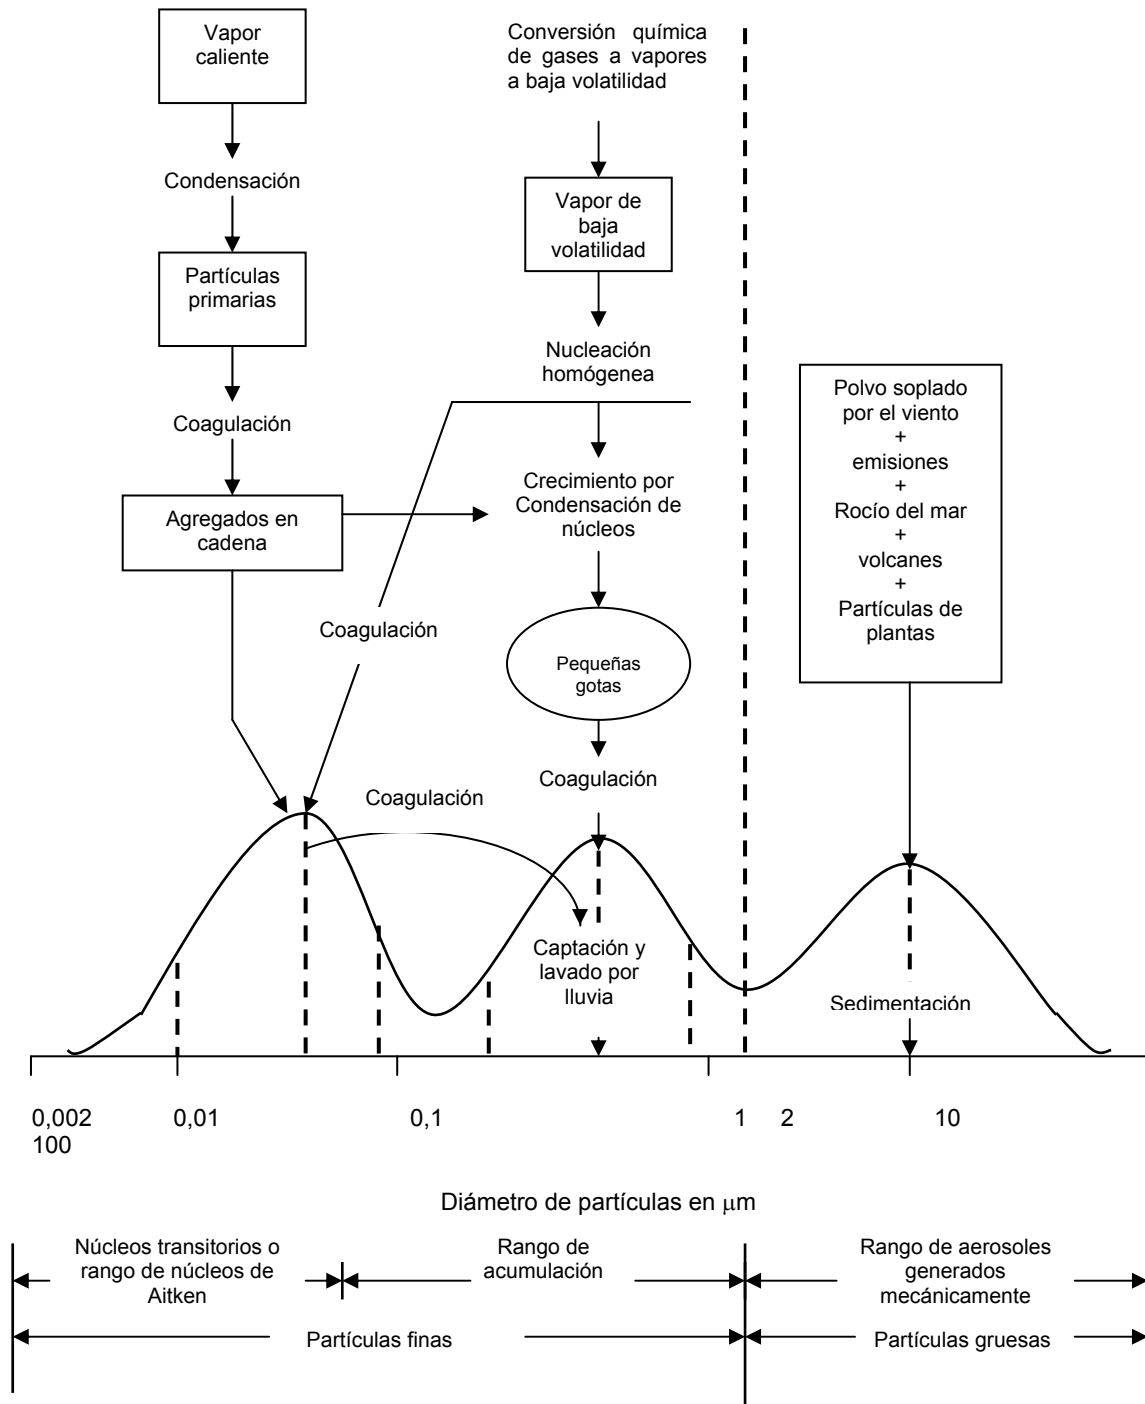 Vapor
caliente
Condensación
Partículas
primarias
Coagulación
Agregados en
cadena
Conversión química
de gases a vapores
a baja volatilidad
Vapor de
baja
volatilidad
Nucleación
homógenea
Crecimiento por
Condensación de
núcleos
Coagulación
Pequeñas
gotas
Coagulación
Coagulación
Polvo soplado
por el viento
+
emisiones
+
Rocío del mar
+
volcanes
+
Partículas de
plantas
Captación y
lavado por
lluvia
Sedimentación
0,002 0,01 0,1 1 2 10
100
Diámetro de partículas en μm
Núcleos transitorios o
rango de núcleos de
Aitken
Rango de
acumulación
Rango de aerosoles
generados
mecánicamente
Partículas finas
Partículas gruesas